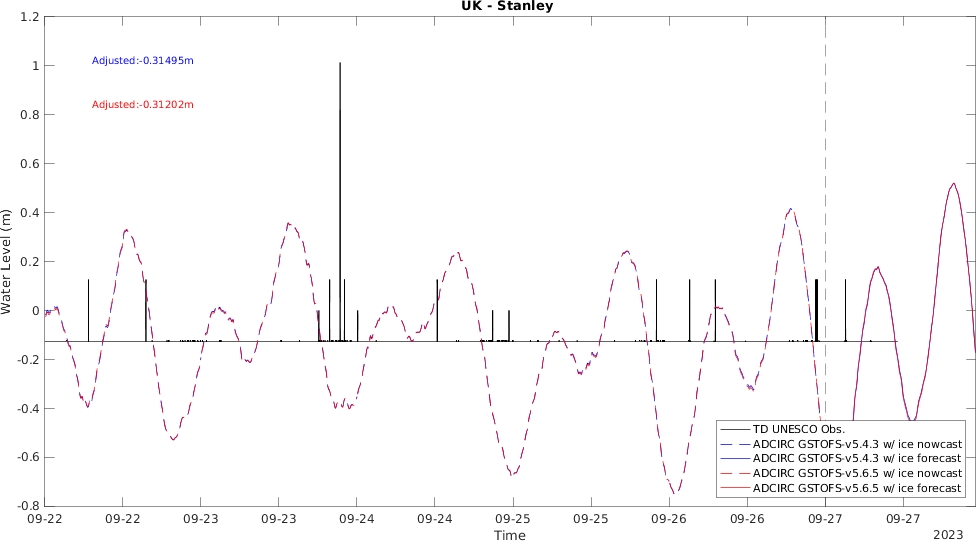 UK - Stanley
1.2
1
0.8
0.6
0.4
0.2
0
-0.2
-0.4
-0.6
-0.8
Water Level (m)
Adjusted:-0.31495m
Adjusted:-0.31202m
TD UNESCO Obs.
ADCIRC GSTOFS-v5.4.3 w/ ice nowcast
ADCIRC GSTOFS-v5.4.3 w/ ice forecast
ADCIRC GSTOFS-v5.6.5 w/ ice nowcast
ADCIRC GSTOFS-v5.6.5 w/ ice forecast
09-22 09-22 09-23 09-23 09-24 09-24 09-25 09-25 09-26 09-26 09-27 09-27
Time
2023